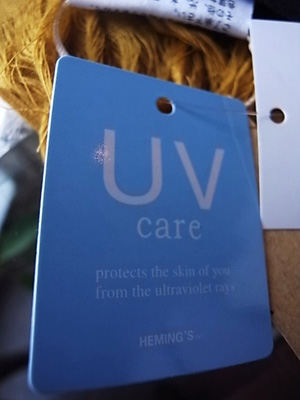 UV
care
protects the skin of you
from the ultraviolet rays
HEMING'S